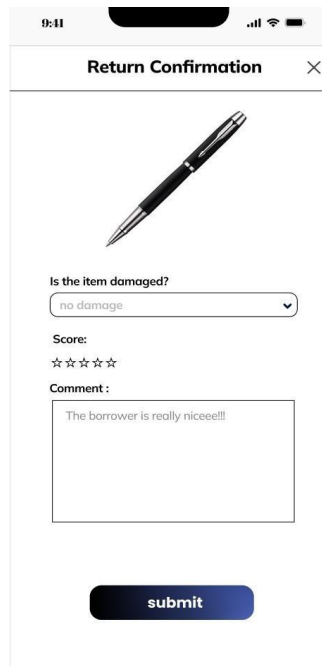 9:41
Return Confirmation
Is the item damaged?
no damage
Score:
Comment :
The borrower is really niceee!!!
submit